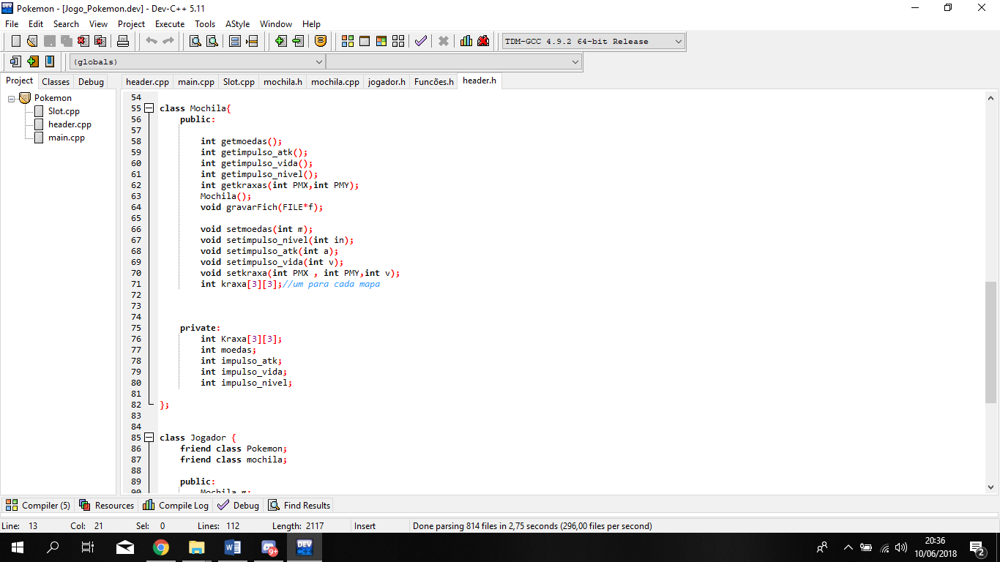 Pokemon - [Jogo_Pokemon.dev] - Dev-C++ 5.11
File Edit Search View Project Execute Tools AStyle Window Help
TDM-GCC 4.9.2 64-bit Release
(globals)
Project Classes Debug
header.cpp main.cpp Slot.cpp mochila.h mochila.cpp jogador.h Funcões.h header.h
Pokemon
Slot.cpp
header.cpp
main.cpp
54
55 class Mochila{
56 public:
57
58 int getmoedas();
59 int getimpulso_atk();
60 int getimpulso_vida();
61 int getimpulso_nivel();
62 int getkraxas(int PMX,int PMY);
63 Mochila();
64 void gravarFich(FILE*f);
65
66 void setmoedas(int m);
67 void setimpulso_nivel(int in);
68 void setimpulso_atk(int a);
69 void setimpulso_vida(int v);
70 void setkraxa(int PMX , int PMY,int v);
71 int kraxa[3][3];//um para cada mapa
72
73
74
75 private:
76 int Kraxa[3][3];
77 int moedas;
78 int impulso_atk;
79 int impulso_vida;
80 int impulso_nivel;
81
82 };
83
84
85 class Jogador {
86 friend class Pokemon;
87 friend class mochila;
88
89 public:
90 Mochila m;
Compiler (5) Resources Compile Log Debug Find Results
Line: 13 Col: 21 Sel: 0 Lines: 112 Length: 2117 Insert Done parsing 814 files in 2,75 seconds (296,00 files per second)
DEV
9+
20:36
10/06/2018
2